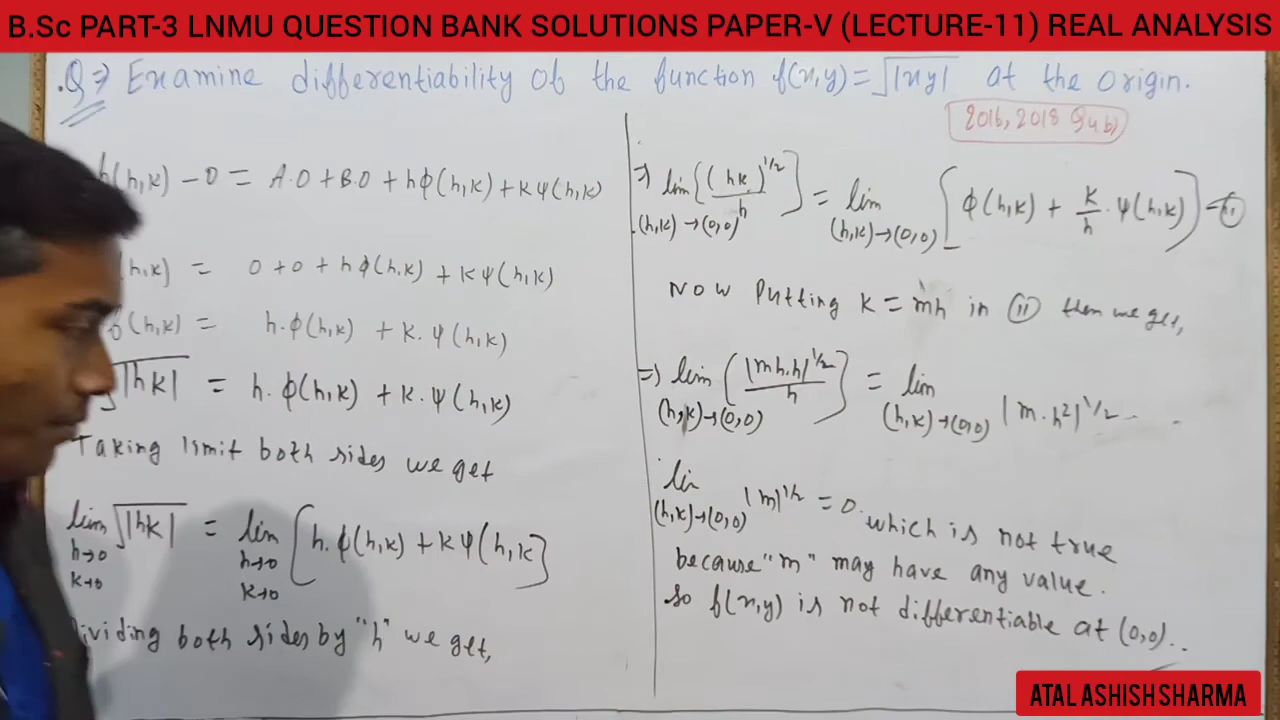 B.Sc PART-3 LNMU QUESTION BANK SOLUTIONS PAPER-V (LECTURE-11) REAL ANALYSIS
Q ⇒ Examine differentiability of the function f(x,y) = √|xy| at the origin.
2016, 2018
(h,k) − 0 = A.0 + B.0 + hφ(h,k) + kψ(h,k)
(h,k) = 0 + 0 + hφ(h,k) + kψ(h,k)
(h,k) = h.φ(h,k) + k.ψ(h,k)
√|hk| = h.φ(h,k) + k.ψ(h,k)
Taking limit both sides we get
lim h→0 k→0 √|hk| = lim h→0 k→0 [h.φ(h,k) + kψ(h,k]
Dividing both sides by "h" we get,
⇒ lim (h,k)→(0,0) {(hk)^1/2 / h} = lim (h,k)→(0,0) [φ(h,k) + k/h . ψ(h,k)] — (ii)
Now Putting k = mh in (ii) then we get,
⇒ lim (h,k)→(0,0) {|mh.h|^1/2 / h} = lim (h,k)→(0,0) |m.h²|^1/2 - -
lim (h,k)→(0,0) |m|^1/2 = 0. which is not true
because "m" may have any value.
so f(x,y) is not differentiable at (0,0)..
ATAL ASHISH SHARMA